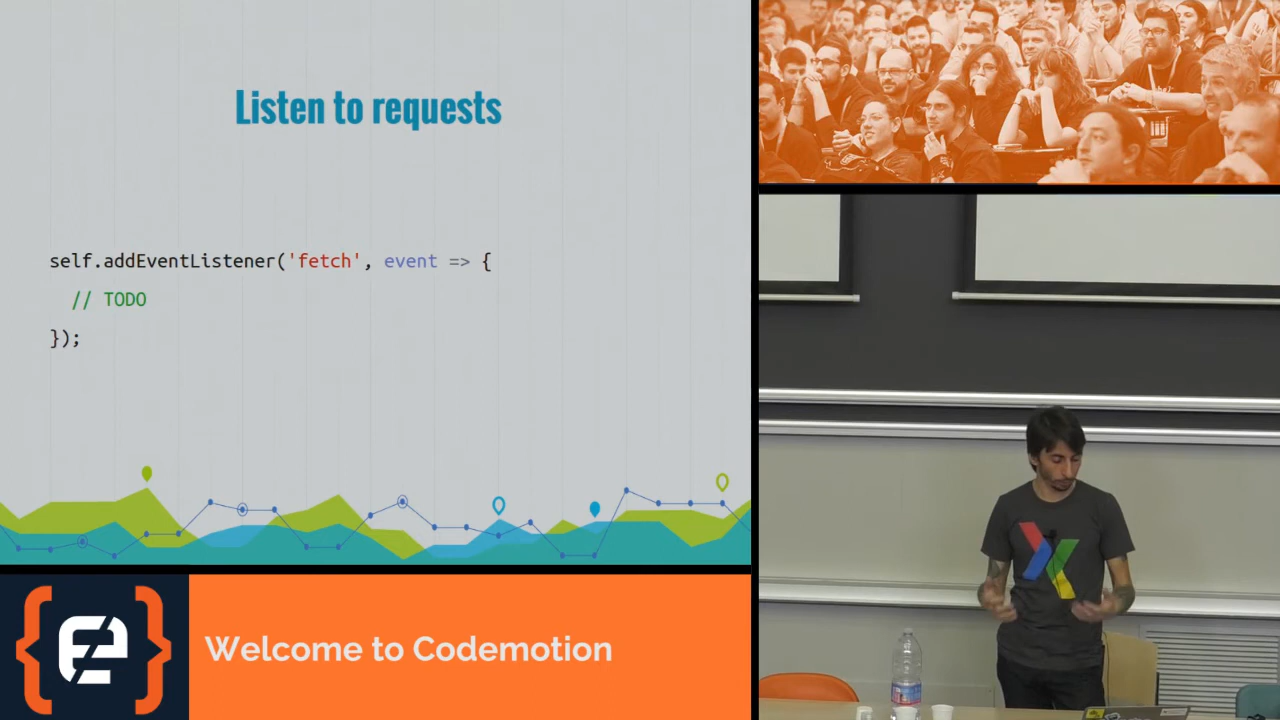 Listen to requests
self.addEventListener('fetch', event => {
// TODO
});
Welcome to Codemotion